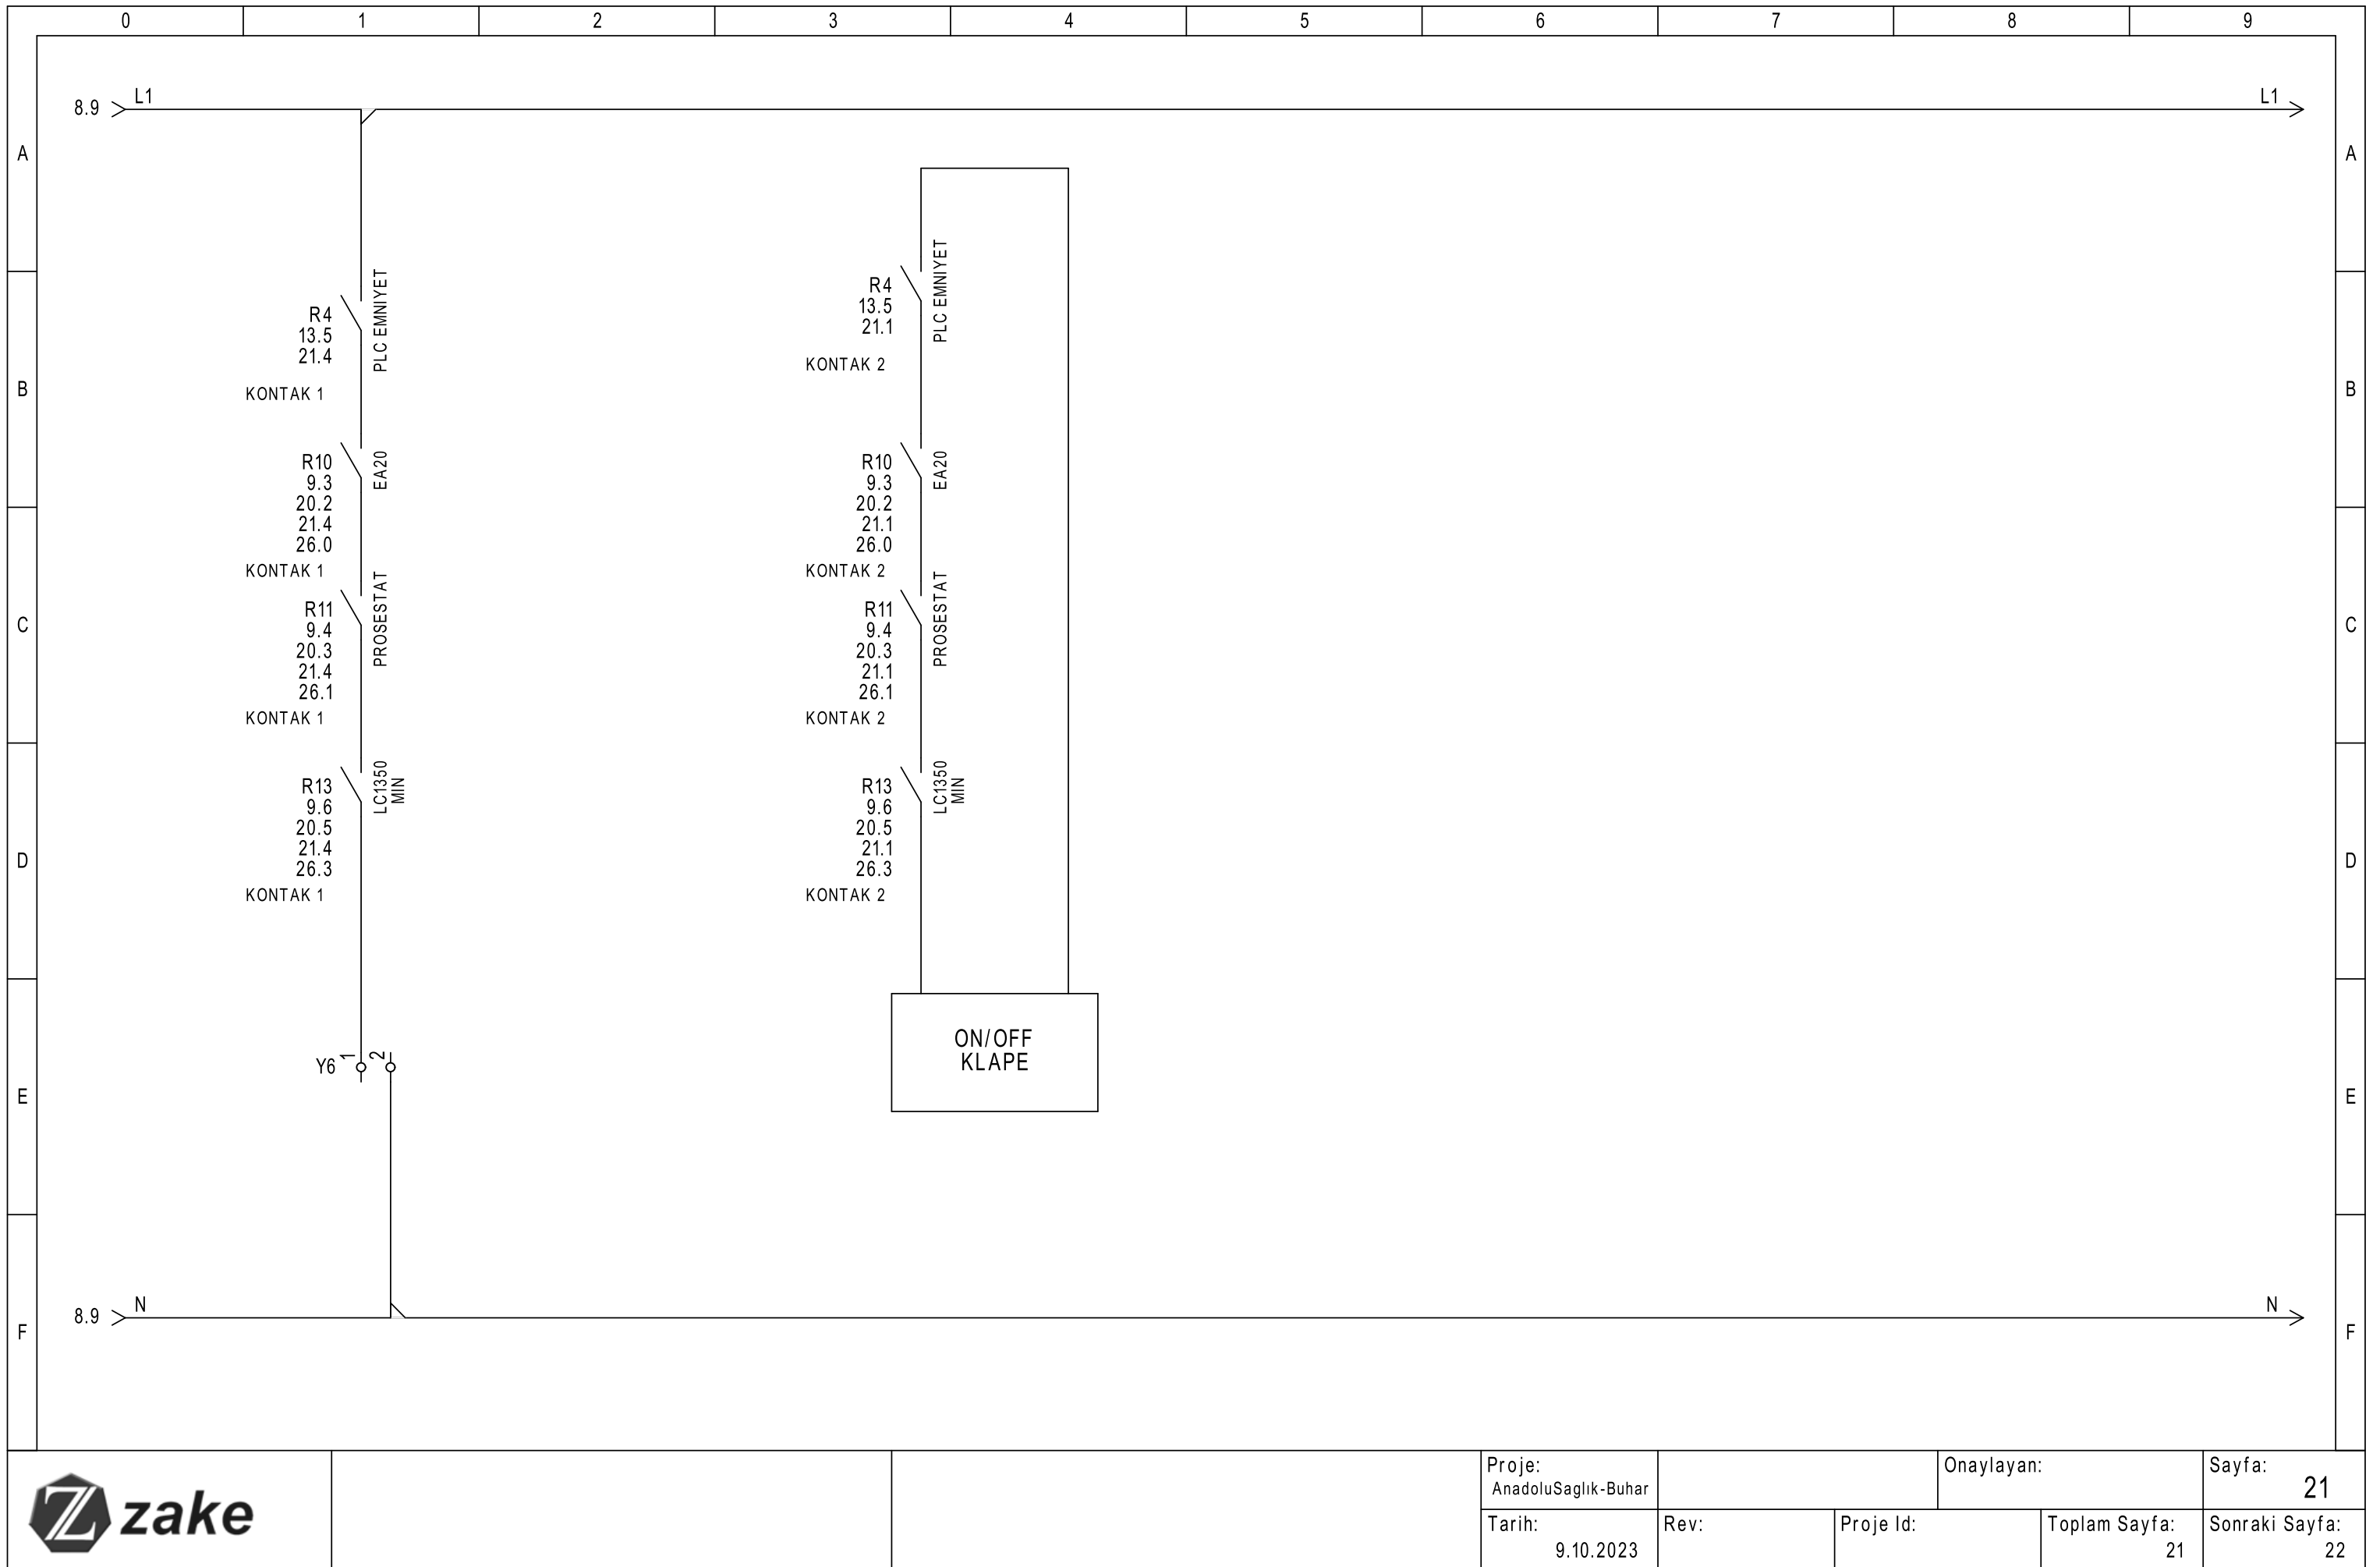 0 1 2 3 4 5 6 7 8 9
8.9 L1 L1
A A
PLC EMNIYET
R4
13.5
21.4
KONTAK 1
EA20
R10
9.3
20.2
21.4
26.0
KONTAK 1
PROSESTAT
R11
9.4
20.3
21.4
26.1
KONTAK 1
LC1350
MIN
R13
9.6
20.5
21.4
26.3
KONTAK 1
Y6 1 2
PLC EMNIYET
R4
13.5
21.1
KONTAK 2
EA20
R10
9.3
20.2
21.1
26.0
KONTAK 2
PROSESTAT
R11
9.4
20.3
21.1
26.1
KONTAK 2
LC1350
MIN
R13
9.6
20.5
21.1
26.3
KONTAK 2
ON/OFF
KLAPE
B B
C C
D D
E E
8.9 N N
F F
zake
Proje:
AnadoluSaglık-Buhar
Onaylayan:
Sayfa:
21
Tarih:
9.10.2023
Rev:
Proje Id:
Toplam Sayfa:
21
Sonraki Sayfa:
22